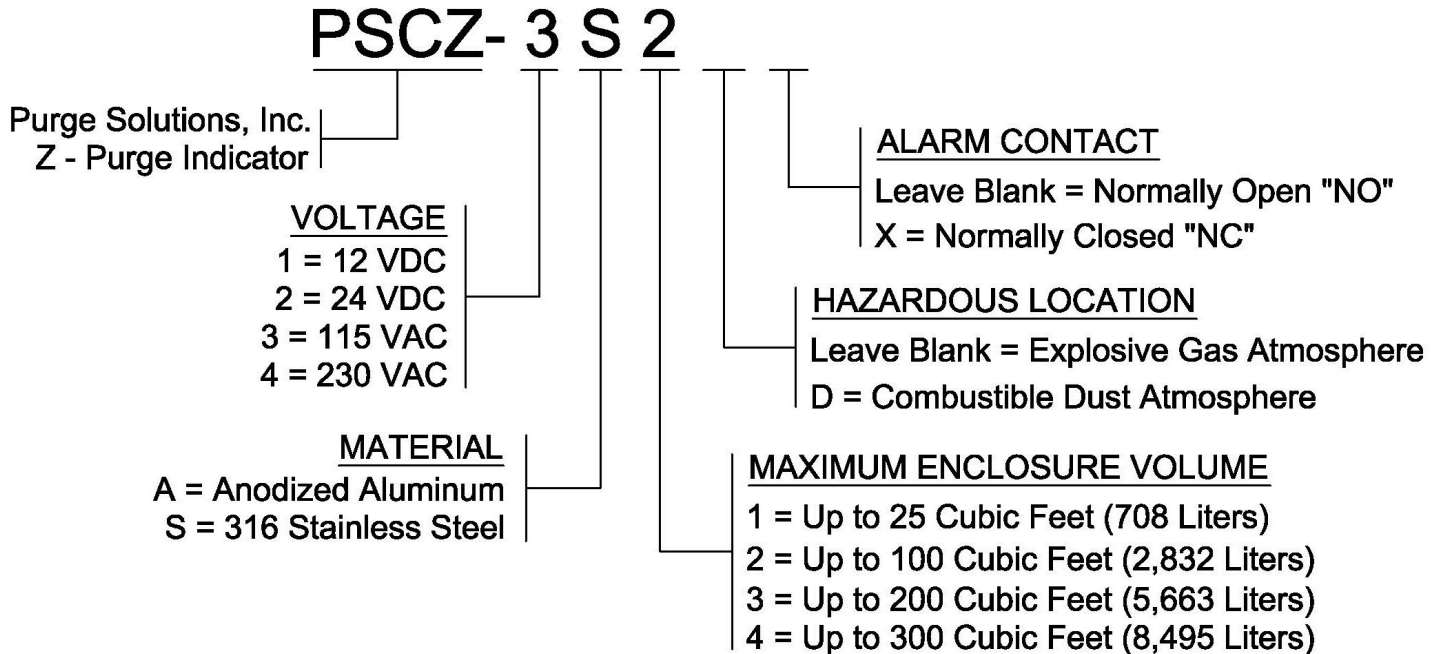 PSCZ- 3 S 2
Purge Solutions, Inc.
Z - Purge Indicator
VOLTAGE
1 = 12 VDC
2 = 24 VDC
3 = 115 VAC
4 = 230 VAC
MATERIAL
A = Anodized Aluminum
S = 316 Stainless Steel
ALARM CONTACT
Leave Blank = Normally Open "NO"
X = Normally Closed "NC"
HAZARDOUS LOCATION
Leave Blank = Explosive Gas Atmosphere
D = Combustible Dust Atmosphere
MAXIMUM ENCLOSURE VOLUME
1 = Up to 25 Cubic Feet (708 Liters)
2 = Up to 100 Cubic Feet (2,832 Liters)
3 = Up to 200 Cubic Feet (5,663 Liters)
4 = Up to 300 Cubic Feet (8,495 Liters)